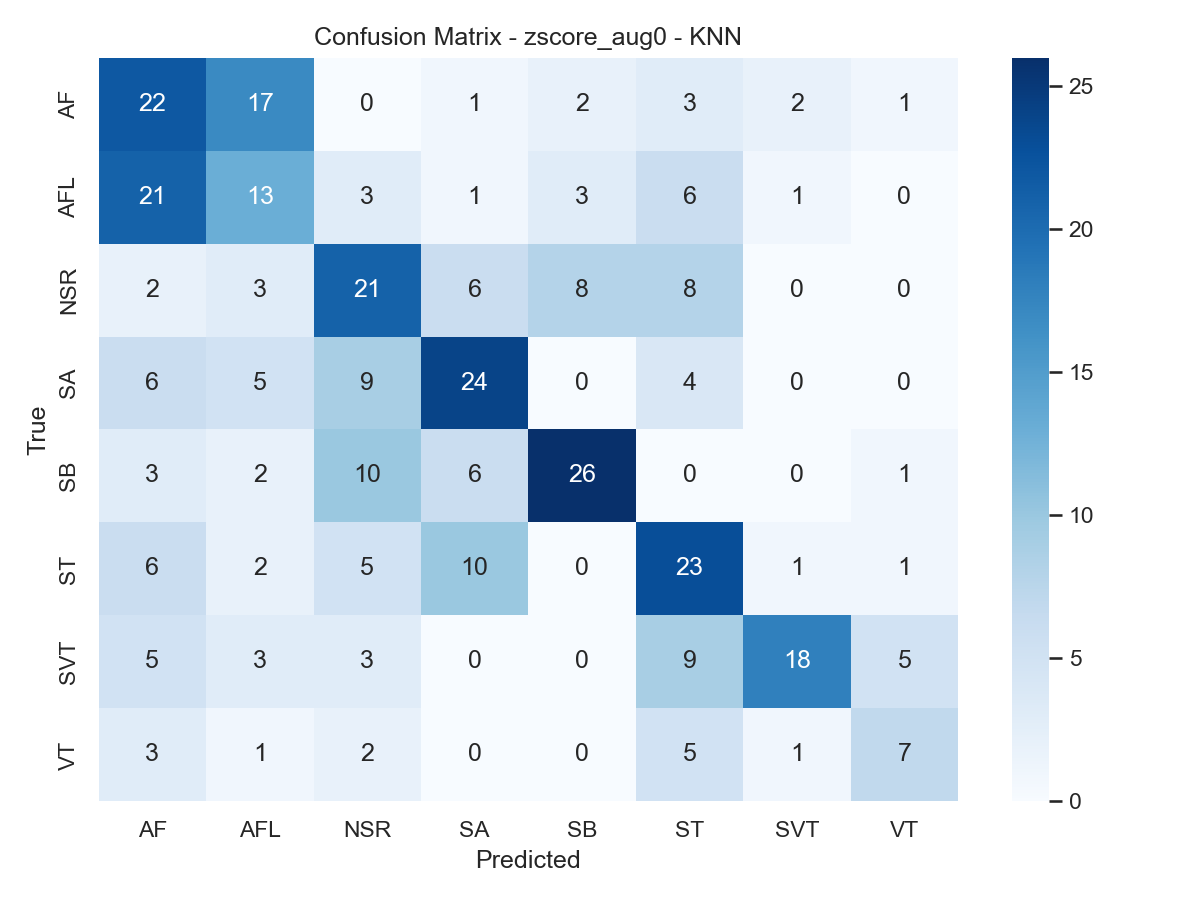 Confusion Matrix - zscore_aug0 - KNN
True
AF 22 17 0 1 2 3 2 1
AFL 21 13 3 1 3 6 1 0
NSR 2 3 21 6 8 8 0 0
SA 6 5 9 24 0 4 0 0
SB 3 2 10 6 26 0 0 1
ST 6 2 5 10 0 23 1 1
SVT 5 3 3 0 0 9 18 5
VT 3 1 2 0 0 5 1 7
AF AFL NSR SA SB ST SVT VT
Predicted
25
20
15
10
5
0